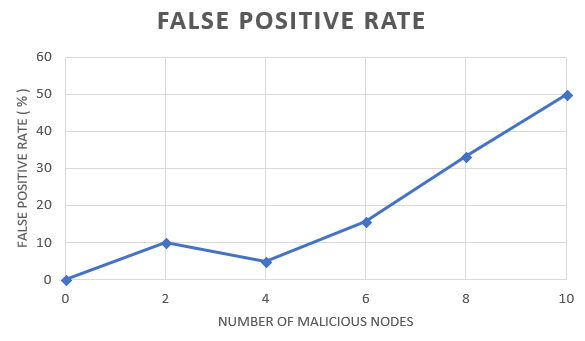 FALSE POSITIVE RATE
60
50
40
30
20
10
0
FALSE POSITIVE RATE ( % )
0 2 4 6 8 10
NUMBER OF MALICIOUS NODES